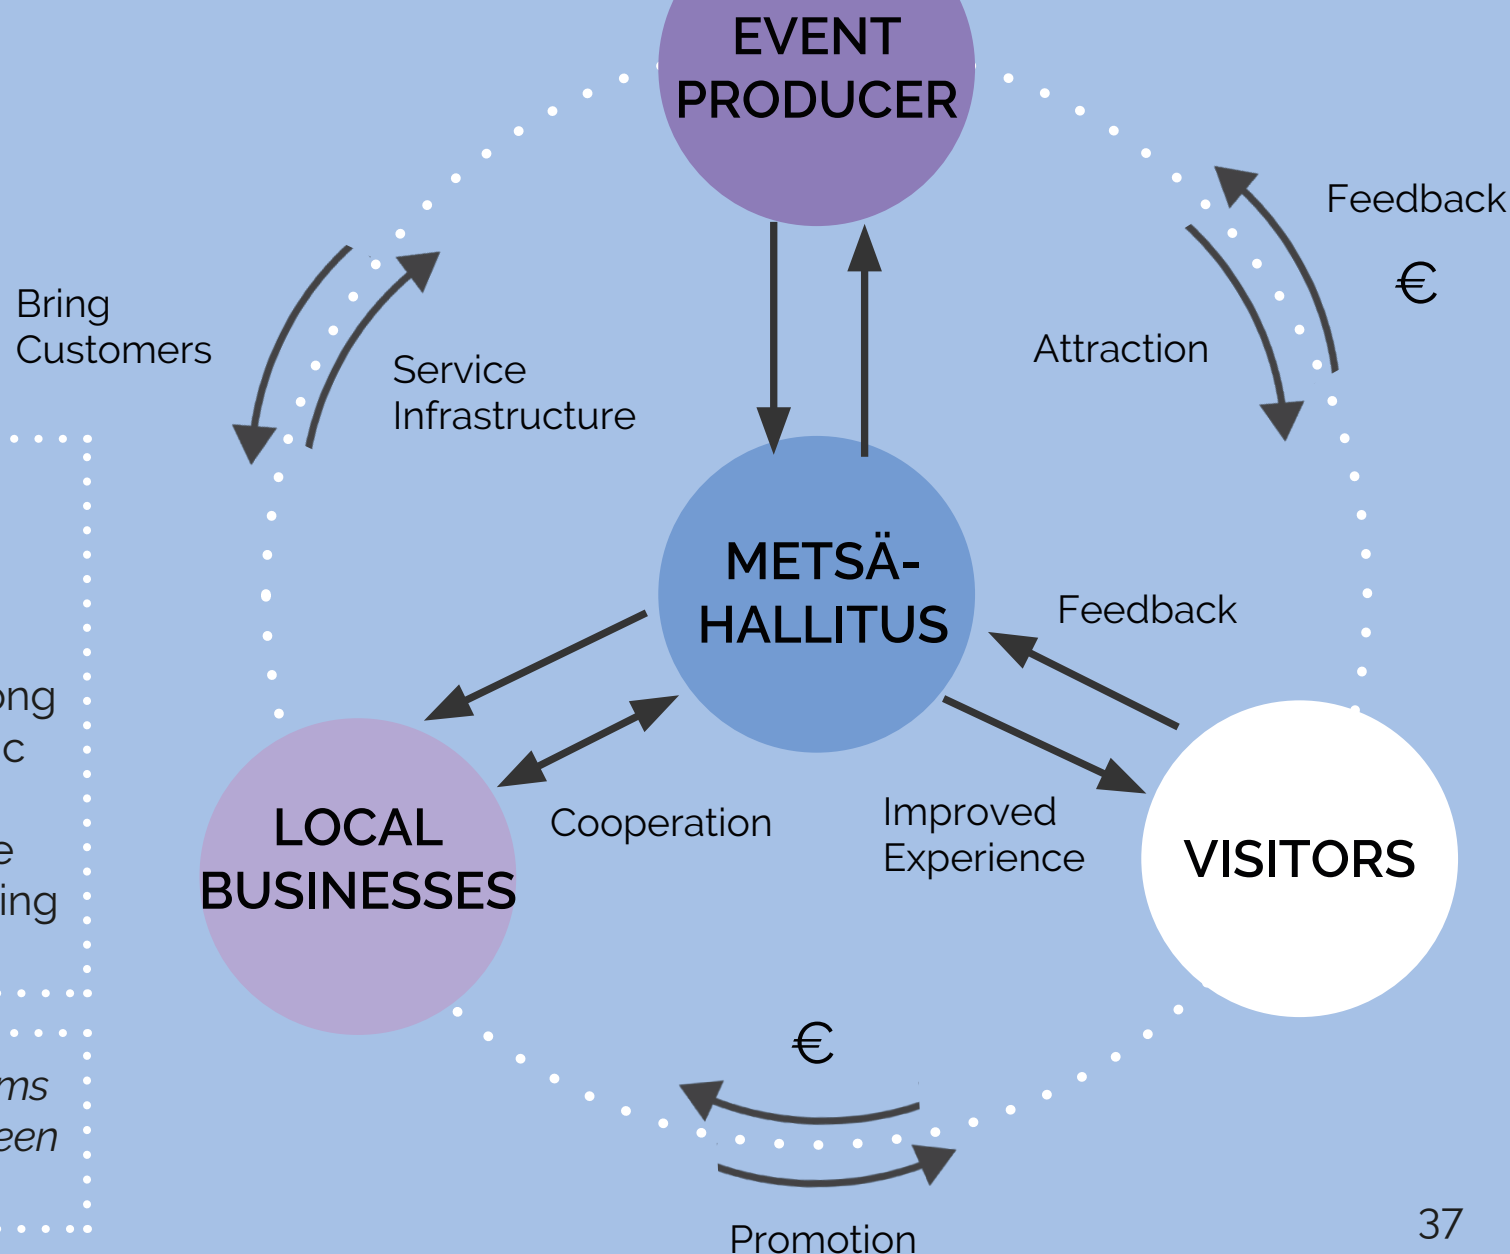 EVENT
PRODUCER
Feedback
€
Bring
Customers
Service
Infrastructure
Attraction
METSÄ-
HALLITUS
Feedback
LOCAL
BUSINESSES
Cooperation
Improved
Experience
VISITORS
€
Promotion
37